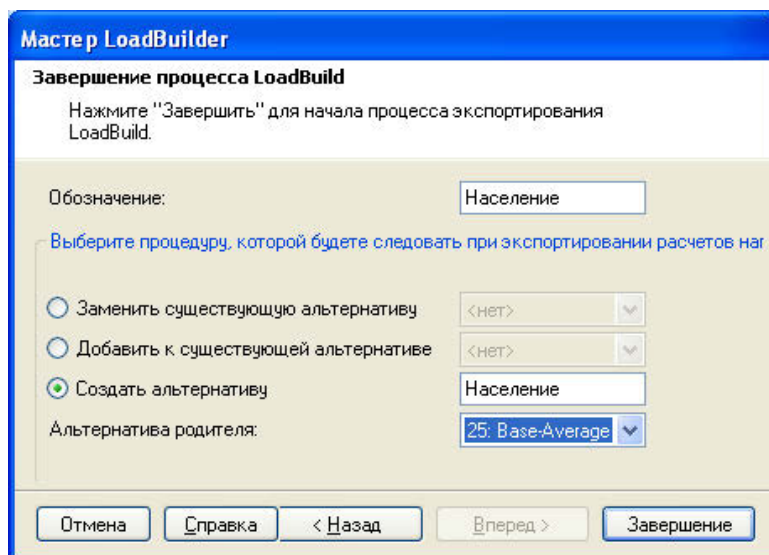 Мастер LoadBuilder
Завершение процесса LoadBuild
Нажмите "Завершить" для начала процесса экспортирования
LoadBuild.
Обозначение: Население
Выберите процедуру, которой будете следовать при экспортировании расчетов наг
Заменить существующую альтернативу <нет>
Добавить к существующей альтернативе <нет>
Создать альтернативу Население
Альтернатива родителя: 25: Base-Average
Отмена Справка < Назад Вперед > Завершение